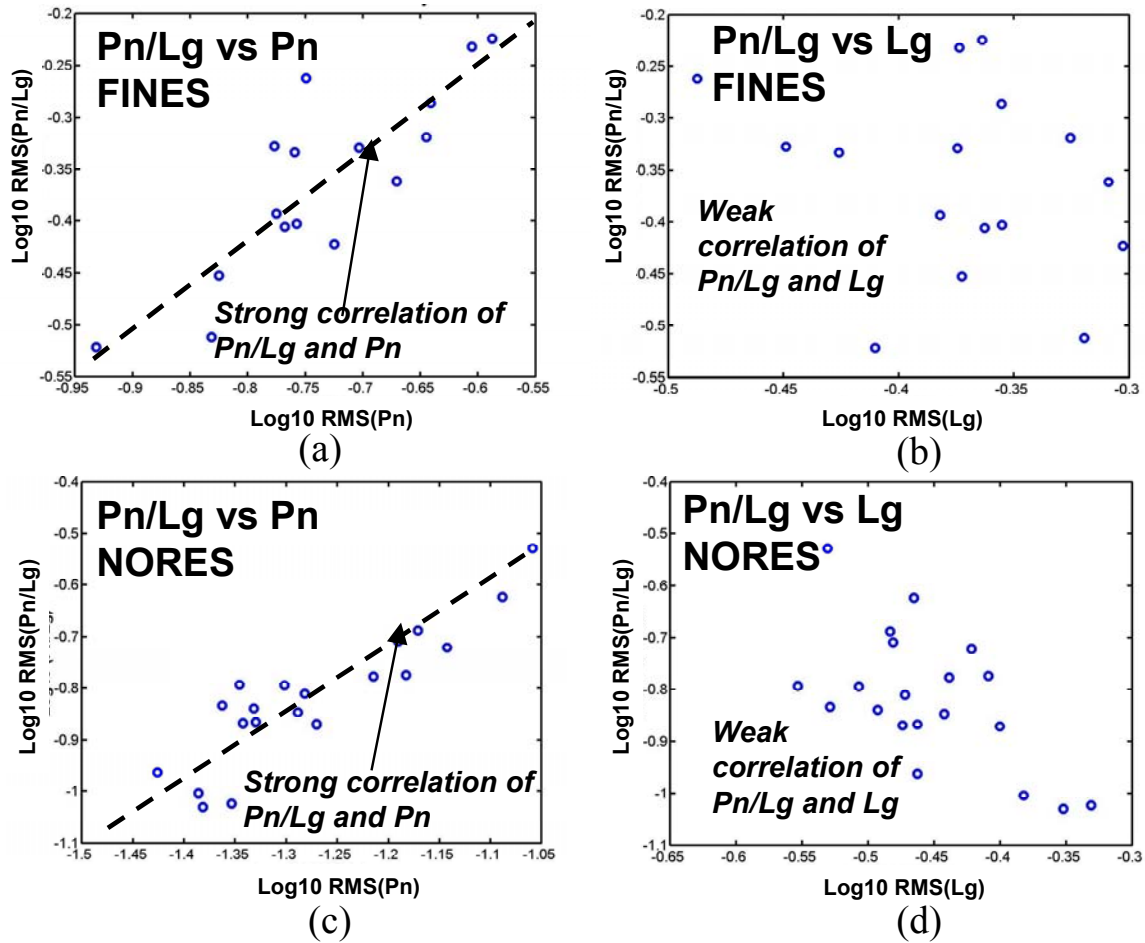 Pn/Lg vs Pn
FINES
Log10 RMS(Pn/Lg)
-0.2
-0.25
-0.3
-0.35
-0.4
-0.45
-0.5
-0.55
Strong correlation of
Pn/Lg and Pn
-0.95 -0.9 -0.85 -0.8 -0.75 -0.7 -0.65 -0.6 -0.55
Log10 RMS(Pn)
(a)
Pn/Lg vs Lg
FINES
Log10 RMS(Pn/Lg)
-0.2
-0.25
-0.3
-0.35
-0.4
-0.45
-0.5
-0.55
Weak
correlation of
Pn/Lg and Lg
-0.5 -0.45 -0.4 -0.35 -0.3
Log10 RMS(Lg)
(b)
Pn/Lg vs Pn
NORES
Log10 RMS(Pn/Lg)
-0.4
-0.5
-0.6
-0.7
-0.8
-0.9
-1
-1.1
Strong correlation of
Pn/Lg and Pn
-1.5 -1.45 -1.4 -1.35 -1.3 -1.25 -1.2 -1.15 -1.1 -1.05
Log10 RMS(Pn)
(c)
Pn/Lg vs Lg
NORES
Log10 RMS(Pn/Lg)
-0.4
-0.5
-0.6
-0.7
-0.8
-0.9
-1
-1.1
Weak
correlation of
Pn/Lg and Lg
-0.65 -0.6 -0.55 -0.5 -0.45 -0.4 -0.35 -0.3
Log10 RMS(Lg)
(d)